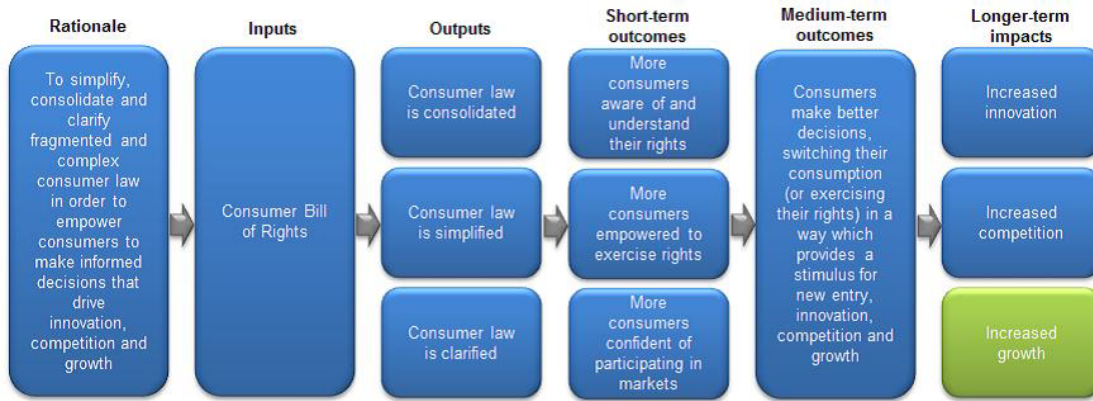 Rationale
To simplify,
consolidate and
clarify
fragmented and
complex
consumer law
in order to
empower
consumers to
make informed
decisions that
drive
innovation,
competition and
growth
Inputs
Consumer Bill
of Rights
Outputs
Consumer law
is consolidated
Consumer law
is simplified
Consumer law
is clarified
Short-term
outcomes
More
consumers
aware of and
understand
their rights
More
consumers
empowered to
exercise rights
More
consumers
confident of
participating in
markets
Medium-term
outcomes
Consumers
make better
decisions,
switching their
consumption
(or exercising
their rights) in a
way which
provides a
stimulus for
new entry,
innovation,
competition and
growth
Longer-term
impacts
Increased
innovation
Increased
competition
Increased
growth